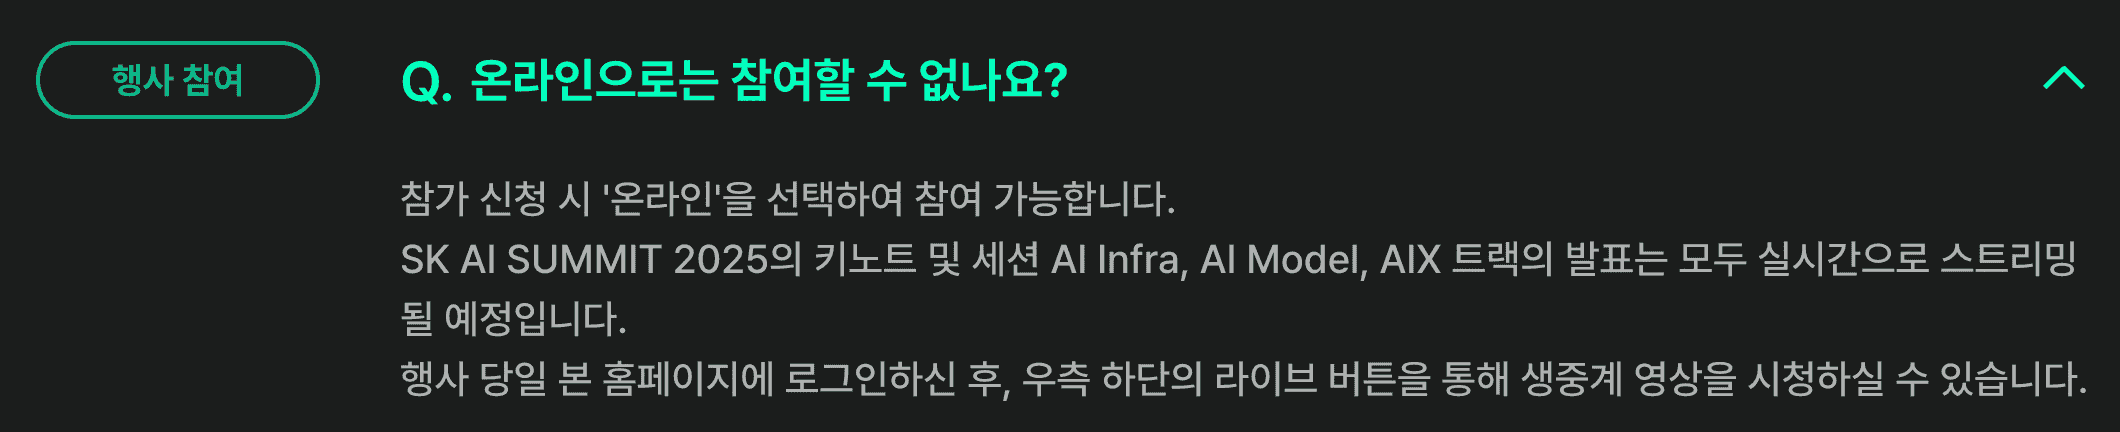 행사 참여
Q. 온라인으로는 참여할 수 없나요?
참가 신청 시 '온라인'을 선택하여 참여 가능합니다.
SK AI SUMMIT 2025의 키노트 및 세션 AI Infra, AI Model, AIX 트랙의 발표는 모두 실시간으로 스트리밍
될 예정입니다.
행사 당일 본 홈페이지에 로그인하신 후, 우측 하단의 라이브 버튼을 통해 생중계 영상을 시청하실 수 있습니다.